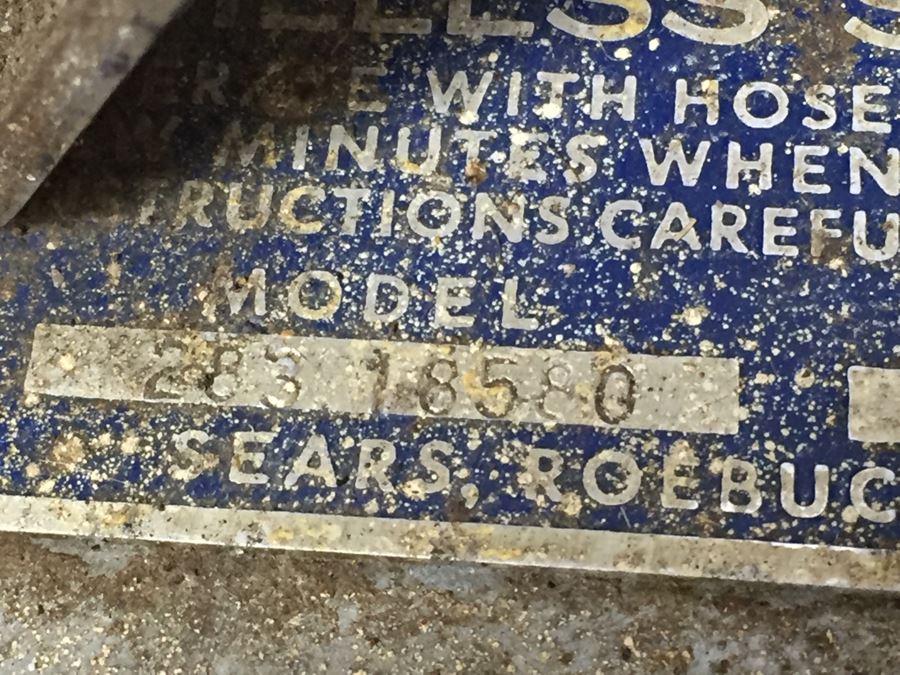 WITH HOSE
MINUTES WHEN
RUCTIONS CAREFU
MODEL
283 18580
SEARS, ROEBUC